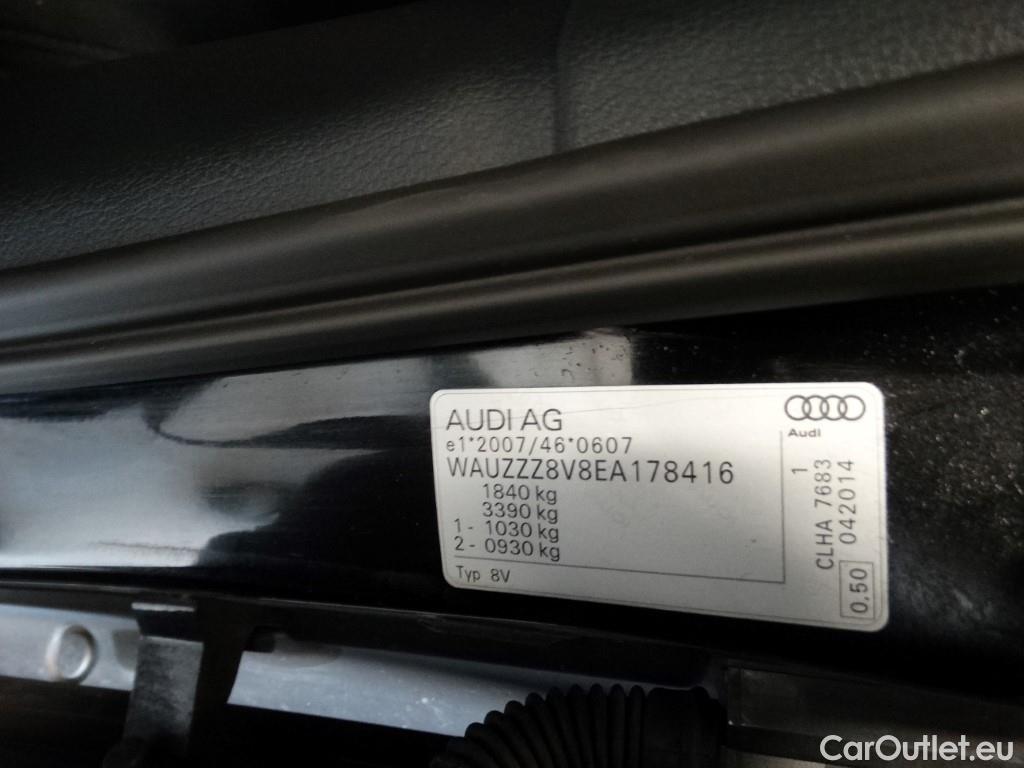 AUDI AG
e1*2007/46*0607
WAUZZZ8V8EA178416
1840 kg
3390 kg
1 - 1030 kg
2 - 0930 kg
Typ 8V
Audi
1
CLHA 7683
042014
0,50
CarOutlet.eu